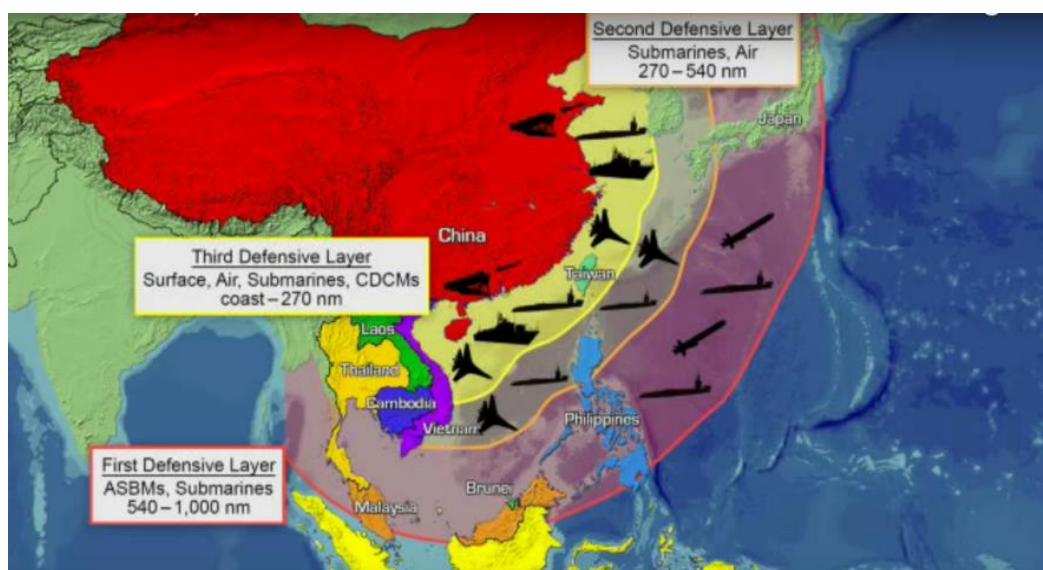 Second Defensive Layer
Submarines, Air
270 – 540 nm
Japan
China
Third Defensive Layer
Surface, Air, Submarines, CDCMs
coast – 270 nm
Taiwan
Laos
Thailand
Cambodia
Vietnam
Philippines
First Defensive Layer
ASBMs, Submarines
540 – 1,000 nm
Brunei
Malaysia